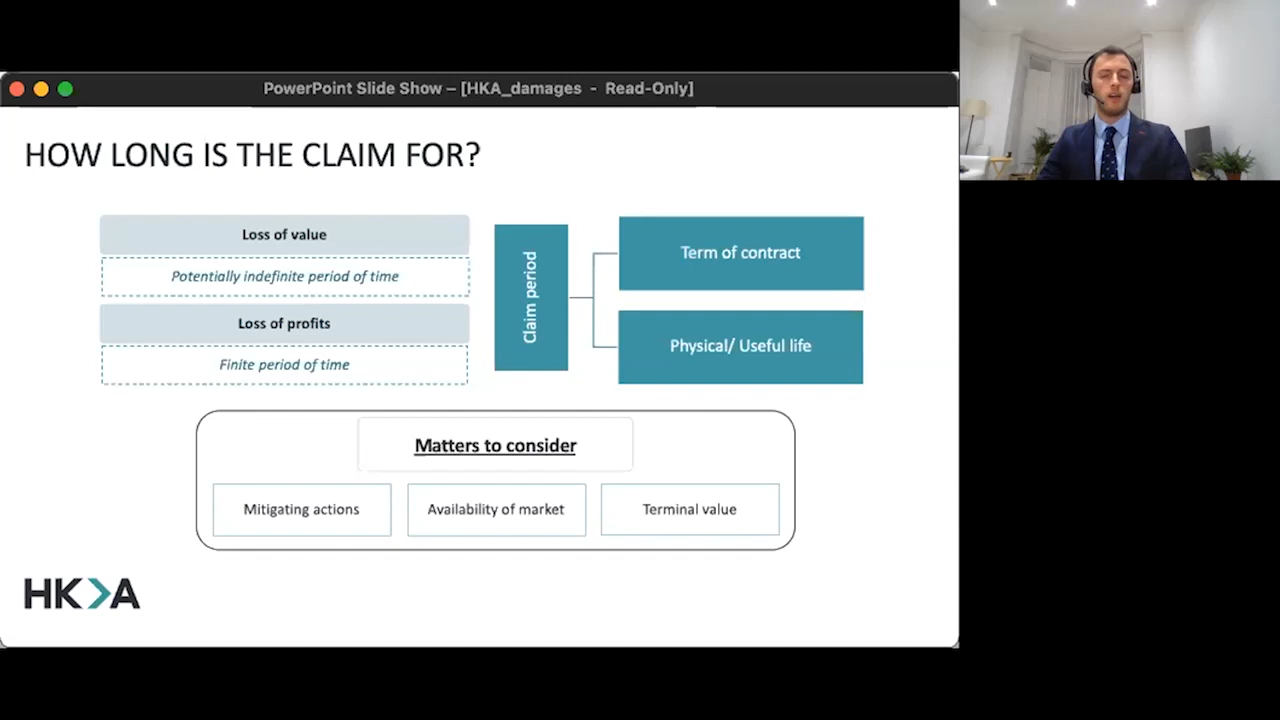 PowerPoint Slide Show – [HKA_damages - Read-Only]
HOW LONG IS THE CLAIM FOR?
Loss of value
Potentially indefinite period of time
Loss of profits
Finite period of time
Claim period
Term of contract
Physical/ Useful life
Matters to consider
Mitigating actions
Availability of market
Terminal value
HKA